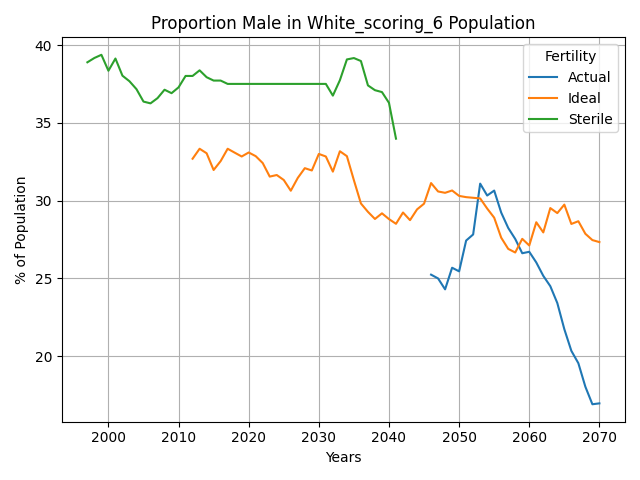 Proportion Male in White_scoring_6 Population
Fertility
Actual
Ideal
Sterile
% of Population
40
35
30
25
20
2000 2010 2020 2030 2040 2050 2060 2070
Years